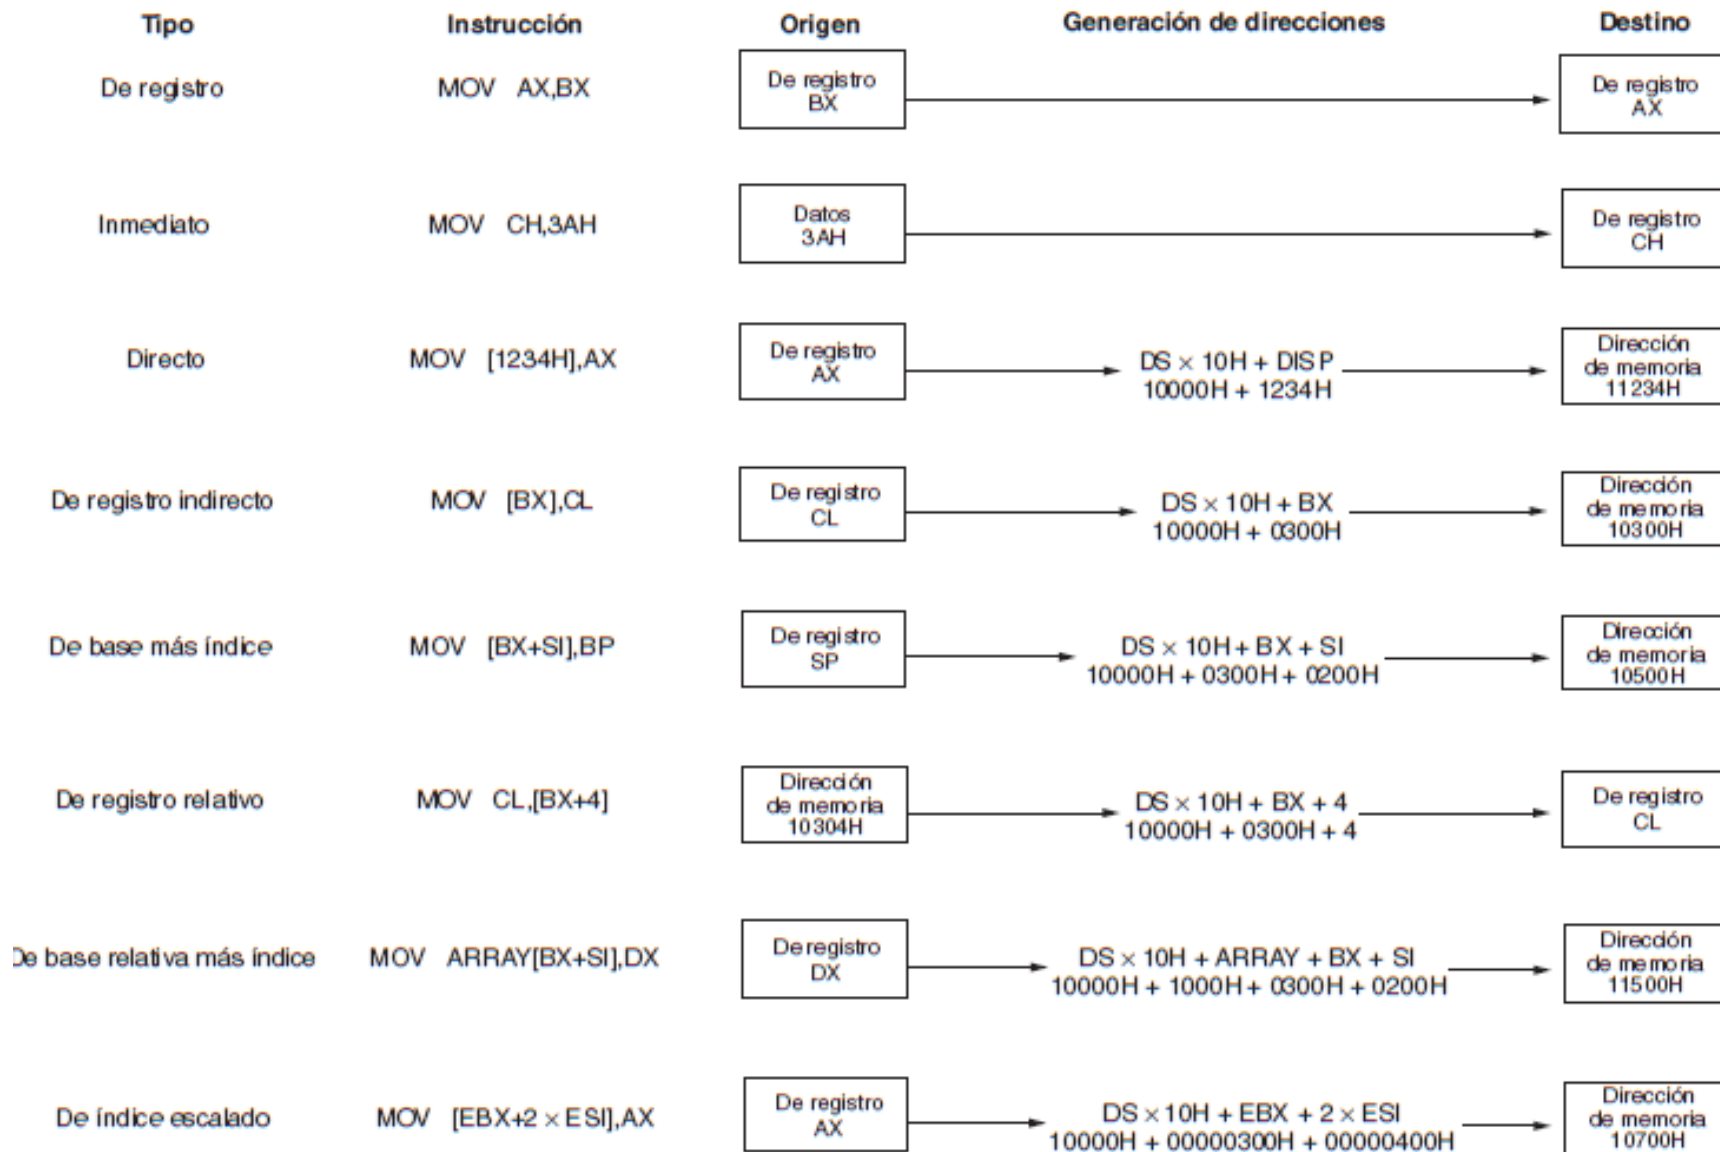 Tipo Instrucción Origen Generación de direcciones Destino
De registro MOV AX,BX De registro
BX De registro
AX
Inmediato MOV CH,3AH Datos
3AH De registro
CH
Directo MOV [1234H],AX De registro
AX DS × 10H + DISP
10000H + 1234H Dirección
de memoria
11234H
De registro indirecto MOV [BX],CL De registro
CL DS × 10H + BX
10000H + 0300H Dirección
de memoria
10300H
De base más índice MOV [BX+SI],BP De registro
SP DS × 10H + BX + SI
10000H + 0300H + 0200H Dirección
de memoria
10500H
De registro relativo MOV CL,[BX+4] Dirección
de memoria
10304H DS × 10H + BX + 4
10000H + 0300H + 4 De registro
CL
De base relativa más índice MOV ARRAY[BX+SI],DX De registro
DX DS × 10H + ARRAY + BX + SI
10000H + 1000H + 0300H + 0200H Dirección
de memoria
11500H
De índice escalado MOV [EBX+2 × ESI],AX De registro
AX DS × 10H + EBX + 2 × ESI
10000H + 00000300H + 00000400H Dirección
de memoria
10700H